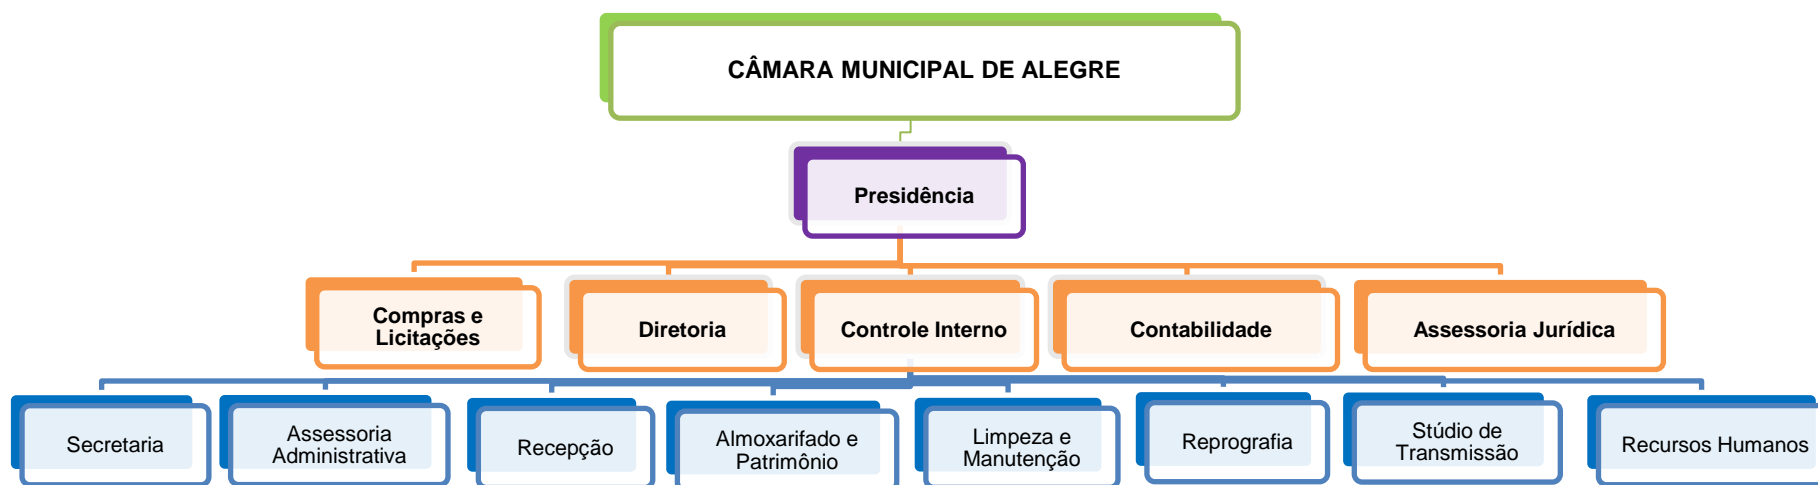 CÂMARA MUNICIPAL DE ALEGRE
Presidência
Compras e
Licitações
Diretoria
Controle Interno
Contabilidade
Assessoria Jurídica
Secretaria
Assessoria
Administrativa
Recepção
Almoxarifado e
Patrimônio
Limpeza e
Manutenção
Reprografia
Stúdio de
Transmissão
Recursos Humanos